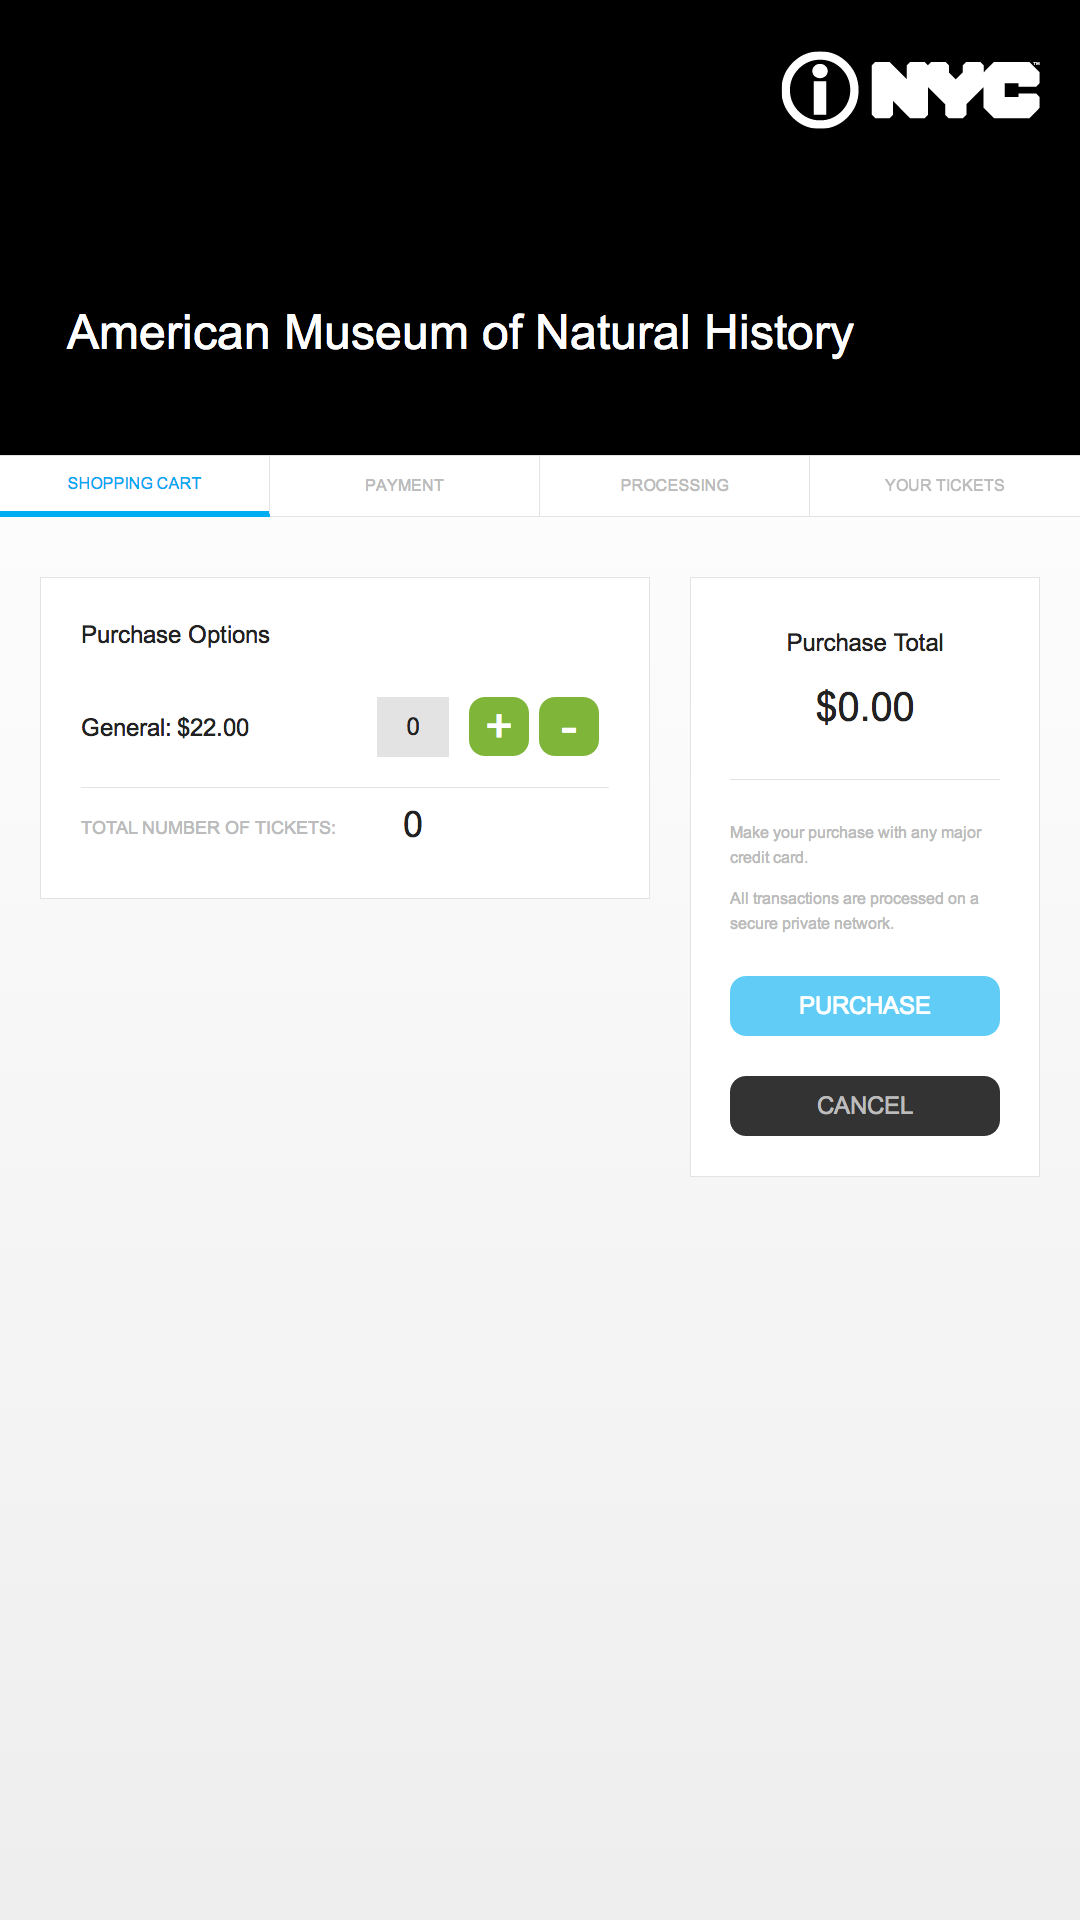 i NYC™
American Museum of Natural History
SHOPPING CART
PAYMENT
PROCESSING
YOUR TICKETS
Purchase Options
General: $22.00
0
+
-
TOTAL NUMBER OF TICKETS:
0
Purchase Total
$0.00
Make your purchase with any major
credit card.
All transactions are processed on a
secure private network.
PURCHASE
CANCEL